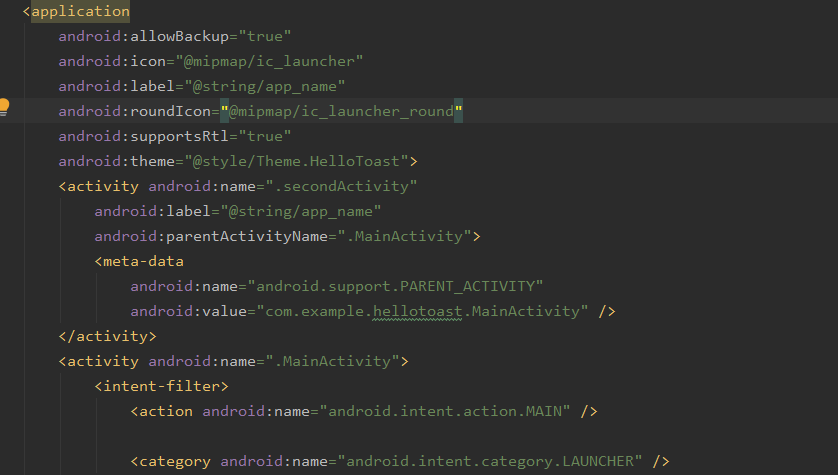 <application
android:allowBackup="true"
android:icon="@mipmap/ic_launcher"
android:label="@string/app_name"
android:roundIcon="@mipmap/ic_launcher_round"
android:supportsRtl="true"
android:theme="@style/Theme.HelloToast">
<activity android:name=".secondActivity"
android:label="@string/app_name"
android:parentActivityName=".MainActivity">
<meta-data
android:name="android.support.PARENT_ACTIVITY"
android:value="com.example.hellotoast.MainActivity" />
</activity>
<activity android:name=".MainActivity">
<intent-filter>
<action android:name="android.intent.action.MAIN" />
<category android:name="android.intent.category.LAUNCHER" />